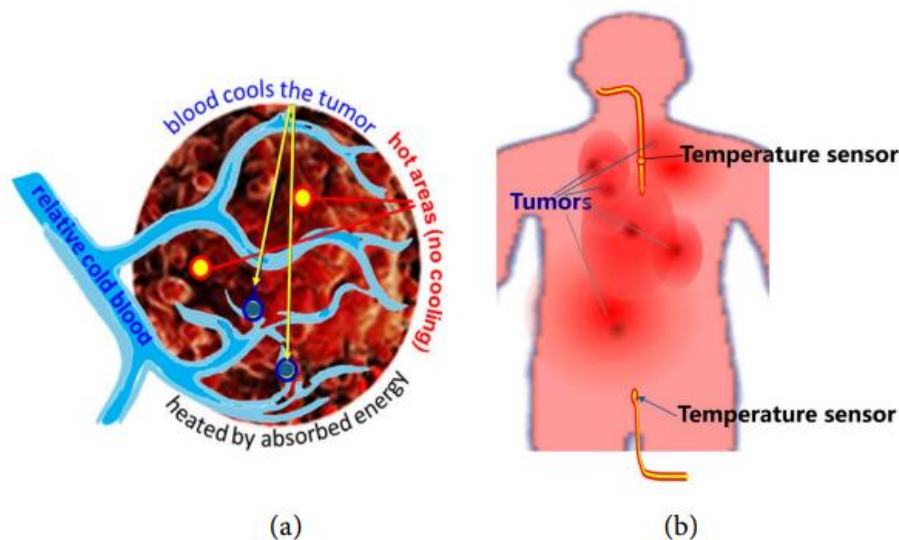 blood cools the tumor
hot areas (no cooling)
relative cold blood
heated by absorbed energy
(a)
Temperature sensor
Tumors
Temperature sensor
(b)